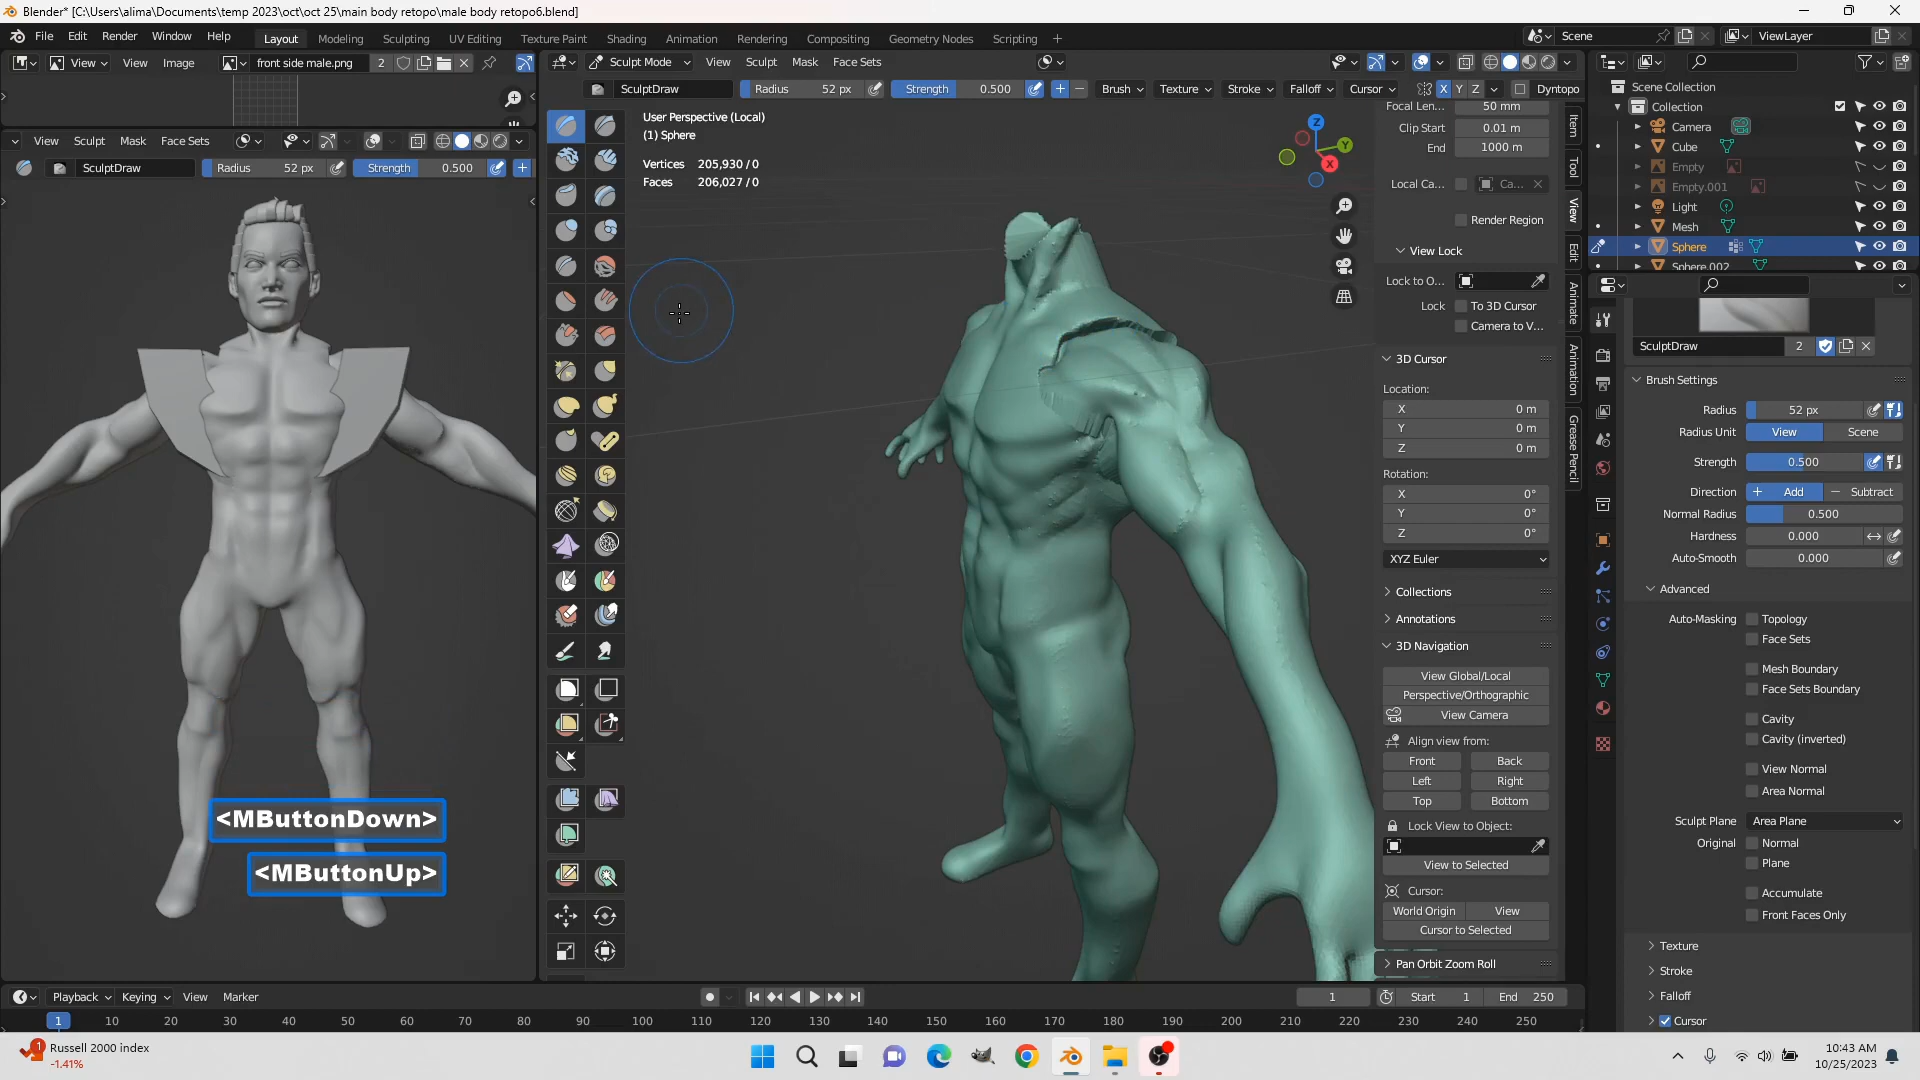 Blender* [C:\Users\alima\Documents\temp 2023\oct\oct 25\main body retopo\male body retopo6.blend]
File Edit Render Window Help Layout Modeling Sculpting UV Editing Texture Paint Shading Animation Rendering Compositing Geometry Nodes Scripting + Scene ViewLayer
View View Image front side male.png 2 Sculpt Mode View Sculpt Mask Face Sets
SculptDraw Radius 52 px Strength 0.500 Brush Texture Stroke Falloff Cursor X Y Z Dyntopo
View Sculpt Mask Face Sets
SculptDraw Radius 52 px Strength 0.500
User Perspective (Local)
(1) Sphere
Vertices 205,930 / 0
Faces 206,027 / 0
Z
Y
X
Focal Len... 50 mm
Clip Start 0.01 m
End 1000 m
Local Ca... Ca...
Render Region
View Lock
Lock to O...
Lock To 3D Cursor
Camera to V...
3D Cursor
Location:
X 0 m
Y 0 m
Z 0 m
Rotation:
X 0°
Y 0°
Z 0°
XYZ Euler
Collections
Annotations
3D Navigation
View Global/Local
Perspective/Orthographic
View Camera
Align view from:
Front Back
Left Right
Top Bottom
Lock View to Object:
View to Selected
Cursor:
World Origin View
Cursor to Selected
Pan Orbit Zoom Roll
Item
Tool
View
Edit
Animate
Animation
Grease Pencil
Scene Collection
Collection
Camera
Cube
Empty
Empty.001
Light
Mesh
Sphere
Sphere.002
SculptDraw 2
Brush Settings
Radius 52 px
Radius Unit View Scene
Strength 0.500
Direction + Add − Subtract
Normal Radius 0.500
Hardness 0.000
Auto-Smooth 0.000
Advanced
Auto-Masking Topology
Face Sets
Mesh Boundary
Face Sets Boundary
Cavity
Cavity (inverted)
View Normal
Area Normal
Sculpt Plane Area Plane
Original Normal
Plane
Accumulate
Front Faces Only
Texture
Stroke
Falloff
Cursor
<MButtonDown>
<MButtonUp>
Playback Keying View Marker 1 Start 1 End 250
1 10 20 30 40 50 60 70 80 90 100 110 120 130 140 150 160 170 180 190 200 210 220 230 240 250
1 Russell 2000 index
-1.41%
10:43 AM
10/25/2023